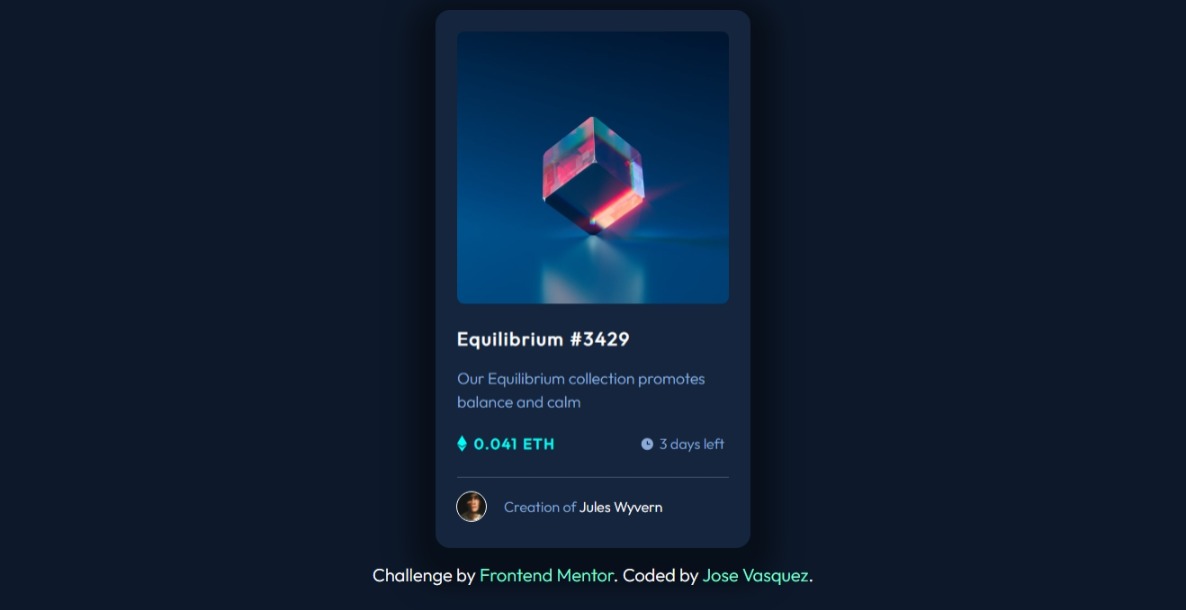 Equilibrium #3429
Our Equilibrium collection promotes
balance and calm
0.041 ETH
3 days left
Creation of Jules Wyvern
Challenge by Frontend Mentor. Coded by Jose Vasquez.